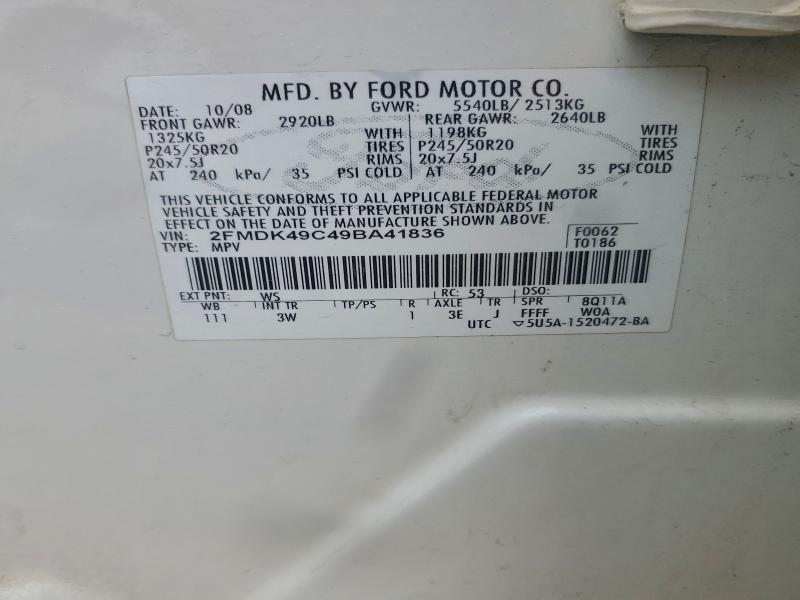 MFD. BY FORD MOTOR CO.
DATE: 10/08 GVWR: 5540LB/ 2513KG
FRONT GAWR: 2920LB REAR GAWR: 2640LB
1325KG WITH 1198KG WITH
P245/50R20 TIRES P245/50R20 TIRES
20x7.5J RIMS 20x7.5J RIMS
AT 240 kPa/ 35 PSI COLD AT 240 kPa/ 35 PSI COLD
THIS VEHICLE CONFORMS TO ALL APPLICABLE FEDERAL MOTOR
VEHICLE SAFETY AND THEFT PREVENTION STANDARDS IN
EFFECT ON THE DATE OF MANUFACTURE SHOWN ABOVE.
VIN: 2FMDK49C49BA41836 F0062
TYPE: MPV T0186
EXT PNT: WS RC: 53 DSO:
WB INT TR TP/PS R AXLE TR SPR 8Q11A
111 3W 1 3E J FFFF W0A
UTC ▽5U5A-1520472-BA